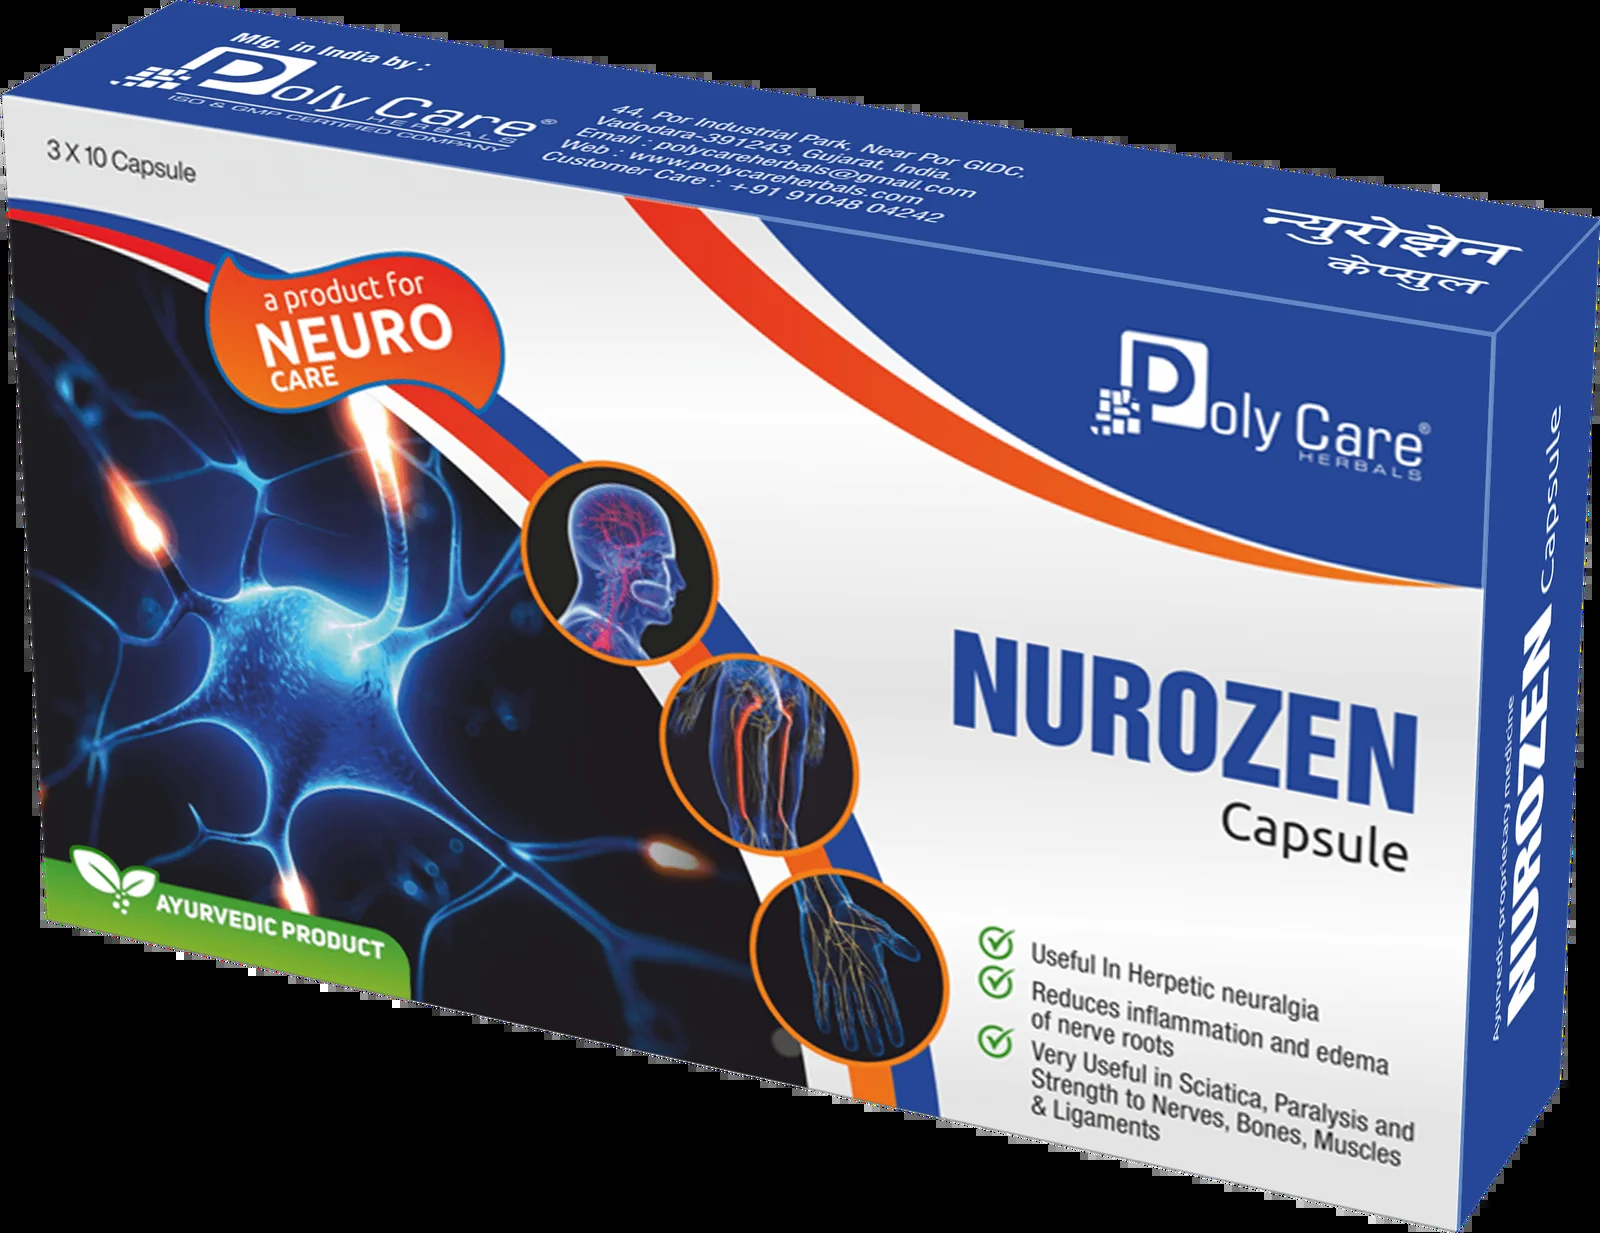 Mfg. in India by :
Poly Care®
HERBALS
ISO & GMP CERTIFIED COMPANY
44, Por Industrial Park, Near Por GIDC,
Vadodara-391243, Gujarat, India.
Email : polycareherbals@gmail.com
Web : www.polycareherbals.com
Customer Care : +91 91048 04242
न्युरोझेन
केप्सुल
3 X 10 Capsule
a product for
NEURO
CARE
Poly Care®
HERBALS
NUROZEN
Capsule
Useful In Herpetic neuralgia
Reduces inflammation and edema
of nerve roots
Very Useful in Sciatica, Paralysis and
Strength to Nerves, Bones, Muscles
& Ligaments
AYURVEDIC PRODUCT
Ayurvedic proprietary medicine
NUROZEN Capsule